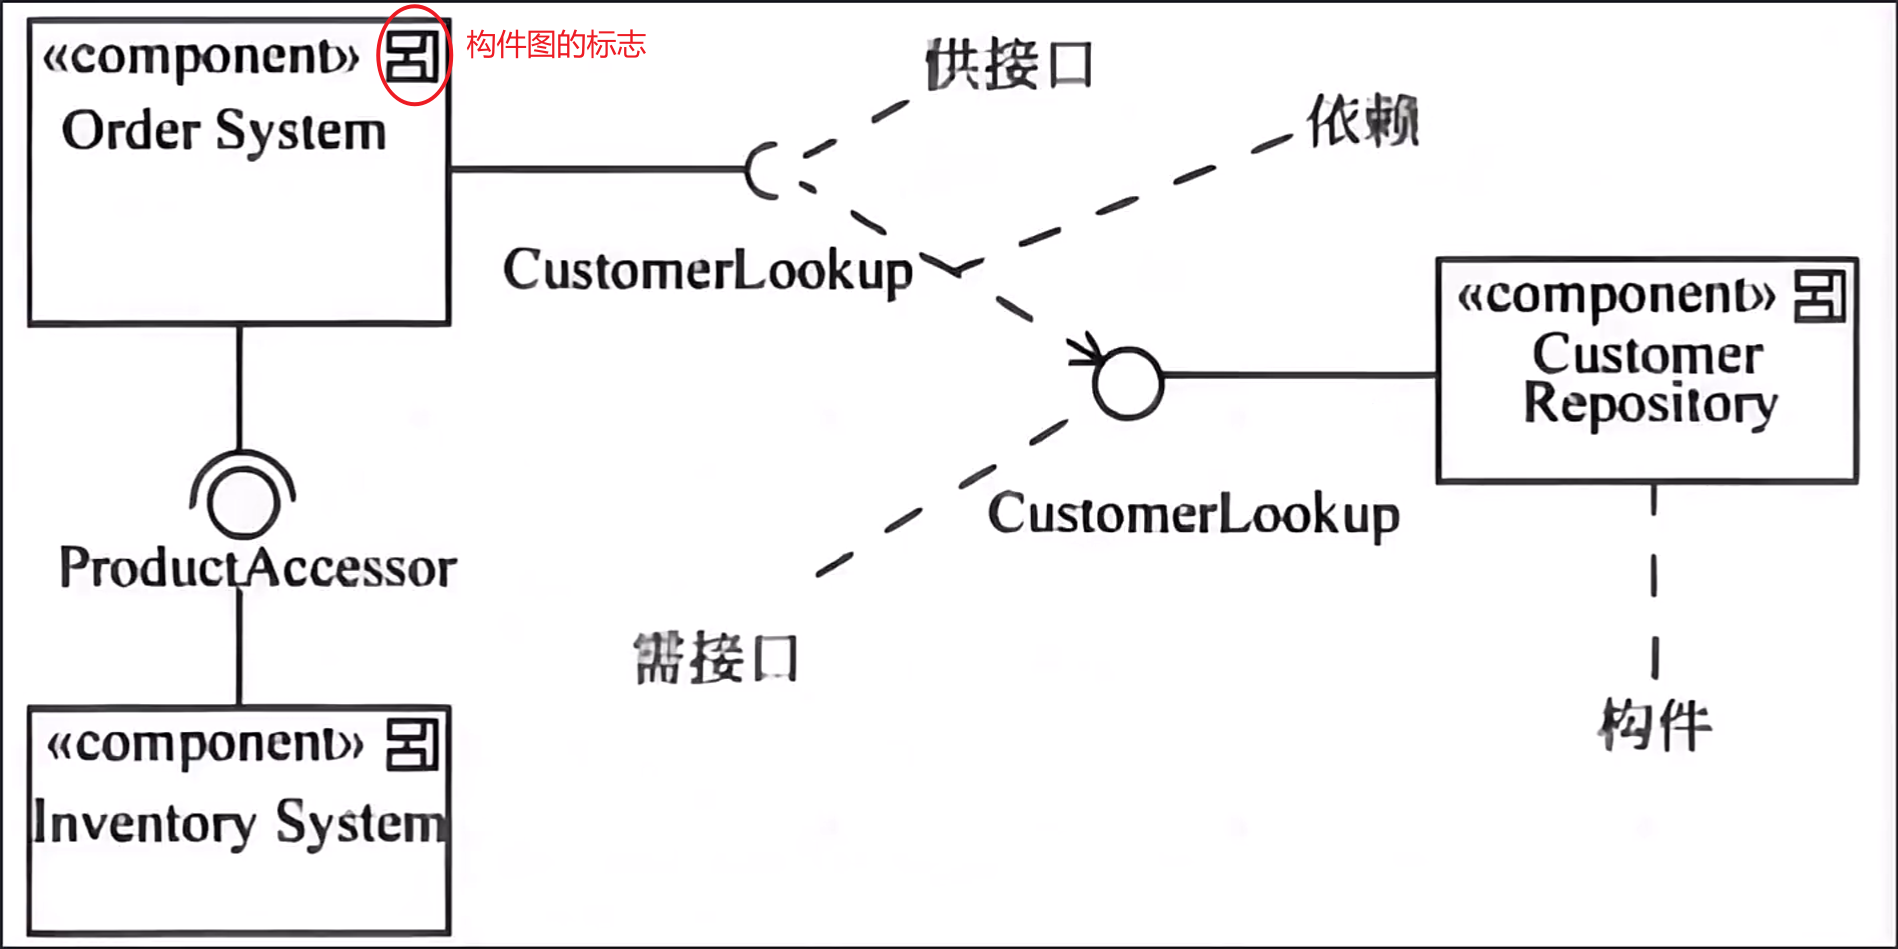 «component»
构件图的标志
Order System
供接口
依赖
CustomerLookup
«component»
Customer
Repository
CustomerLookup
ProductAccessor
需接口
构件
«component»
Inventory System